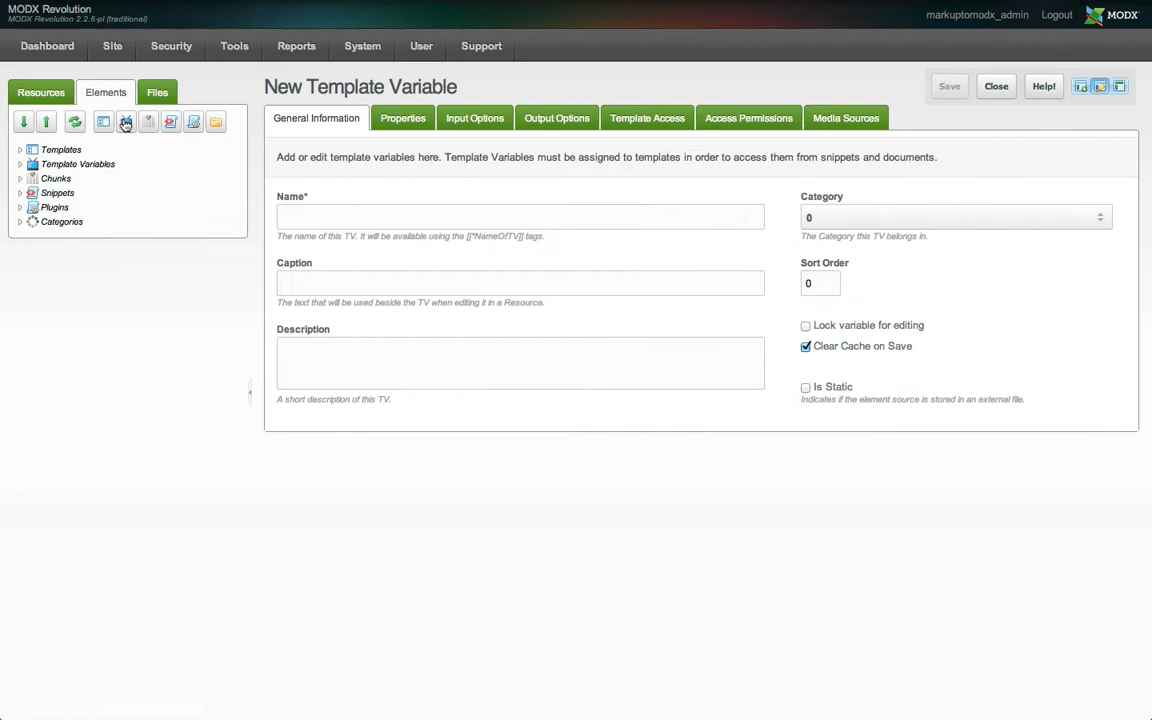 MODX Revolution
MODX Revolution 2.2.6-pl (traditional)
markuptomodx_admin Logout MODX
Dashboard Site Security Tools Reports System User Support
Resources Elements Files
New Template Variable
Save Close Help!
General Information Properties Input Options Output Options Template Access Access Permissions Media Sources
Templates
Template Variables
Chunks
Snippets
Plugins
Categories
Add or edit template variables here. Template Variables must be assigned to templates in order to access them from snippets and documents.
Name*
The name of this TV. It will be available using the [[*NameOfTV]] tags.
Caption
The text that will be used beside the TV when editing it in a Resource.
Description
A short description of this TV.
Category
0
The Category this TV belongs in.
Sort Order
0
Lock variable for editing
Clear Cache on Save
Is Static
Indicates if the element source is stored in an external file.